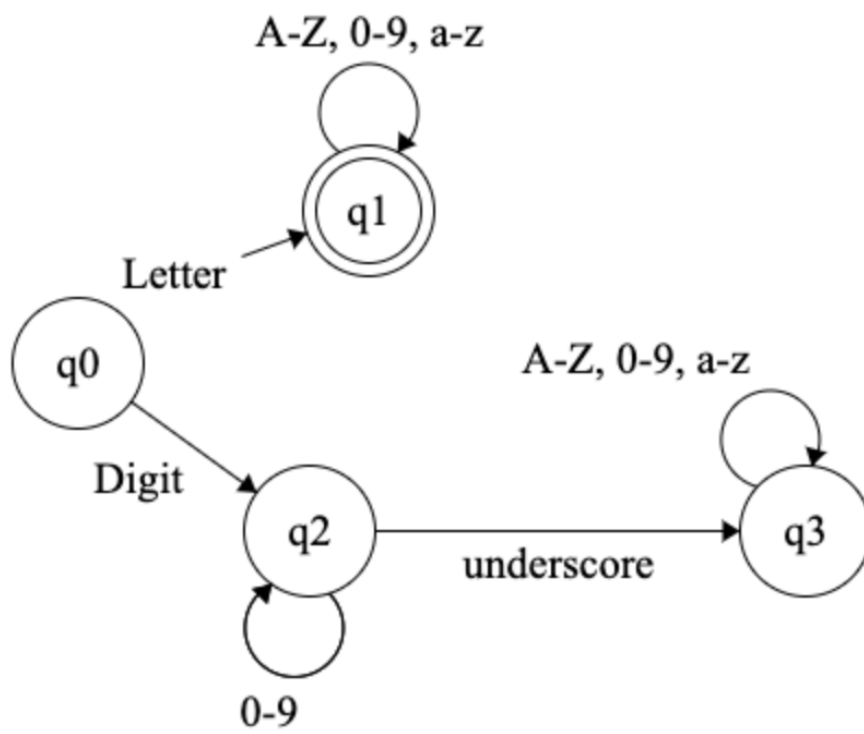 A-Z, 0-9, a-z
q1
Letter
q0
A-Z, 0-9, a-z
Digit
q2
q3
underscore
0-9